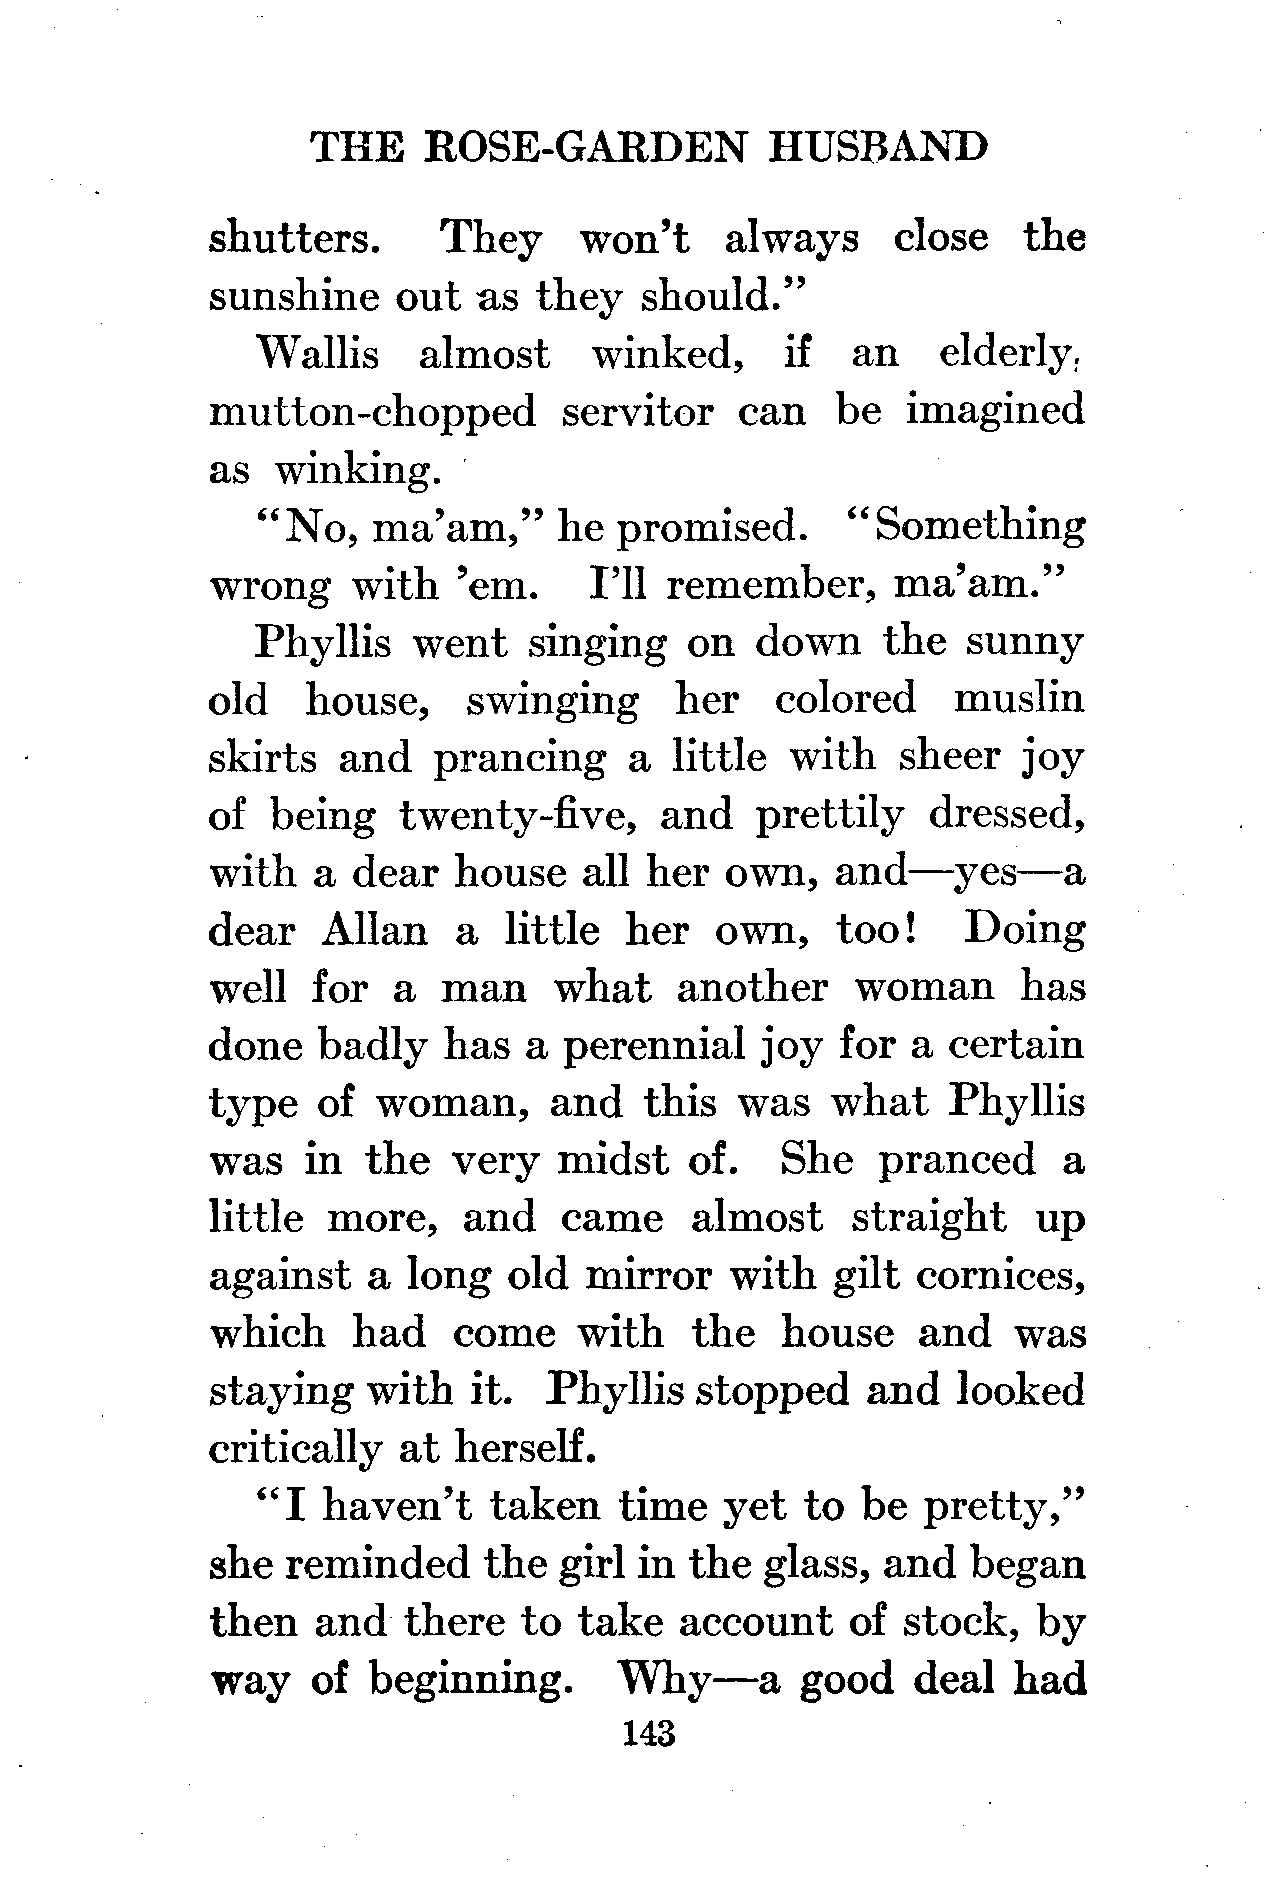 THE ROSE-GARDEN HUSBAND
shutters. They won't always close the
sunshine out as they should."
Wallis almost winked, if an elderly,
mutton-chopped servitor can be imagined
as winking.
"No, ma'am," he promised. "Something
wrong with 'em. I'll remember, ma'am."
Phyllis went singing on down the sunny
old house, swinging her colored muslin
skirts and prancing a little with sheer joy
of being twenty-five, and prettily dressed,
with a dear house all her own, and—yes—a
dear Allan a little her own, too! Doing
well for a man what another woman has
done badly has a perennial joy for a certain
type of woman, and this was what Phyllis
was in the very midst of. She pranced a
little more, and came almost straight up
against a long old mirror with gilt cornices,
which had come with the house and was
staying with it. Phyllis stopped and looked
critically at herself.
"I haven't taken time yet to be pretty,"
she reminded the girl in the glass, and began
then and there to take account of stock, by
way of beginning. Why—a good deal had
143